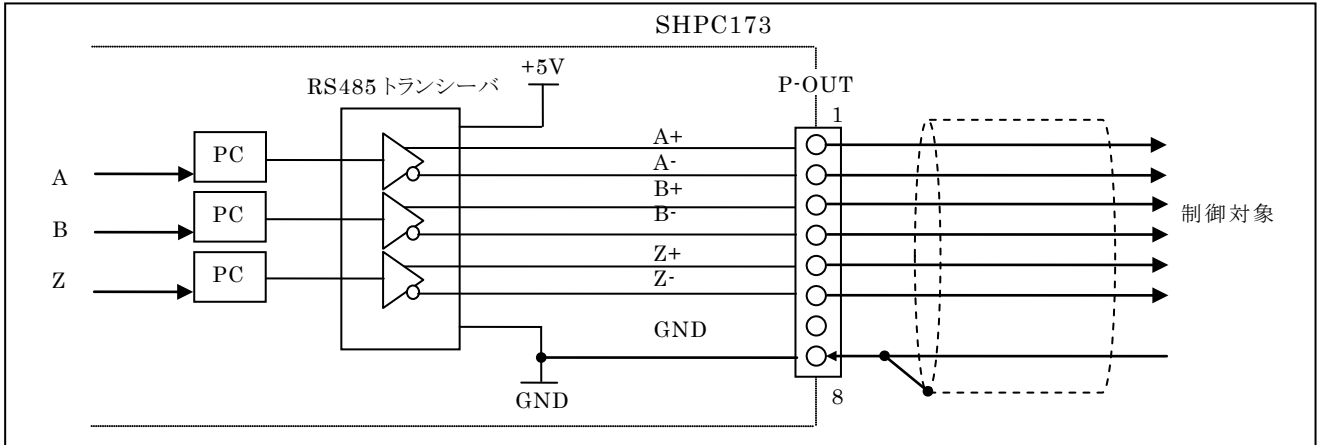 SHPC173
+5V
RS485トランシーバ
P-OUT
1
A+
PC
A
A-
B+
PC
B
B-
制御対象
Z+
PC
Z
Z-
GND
GND
8